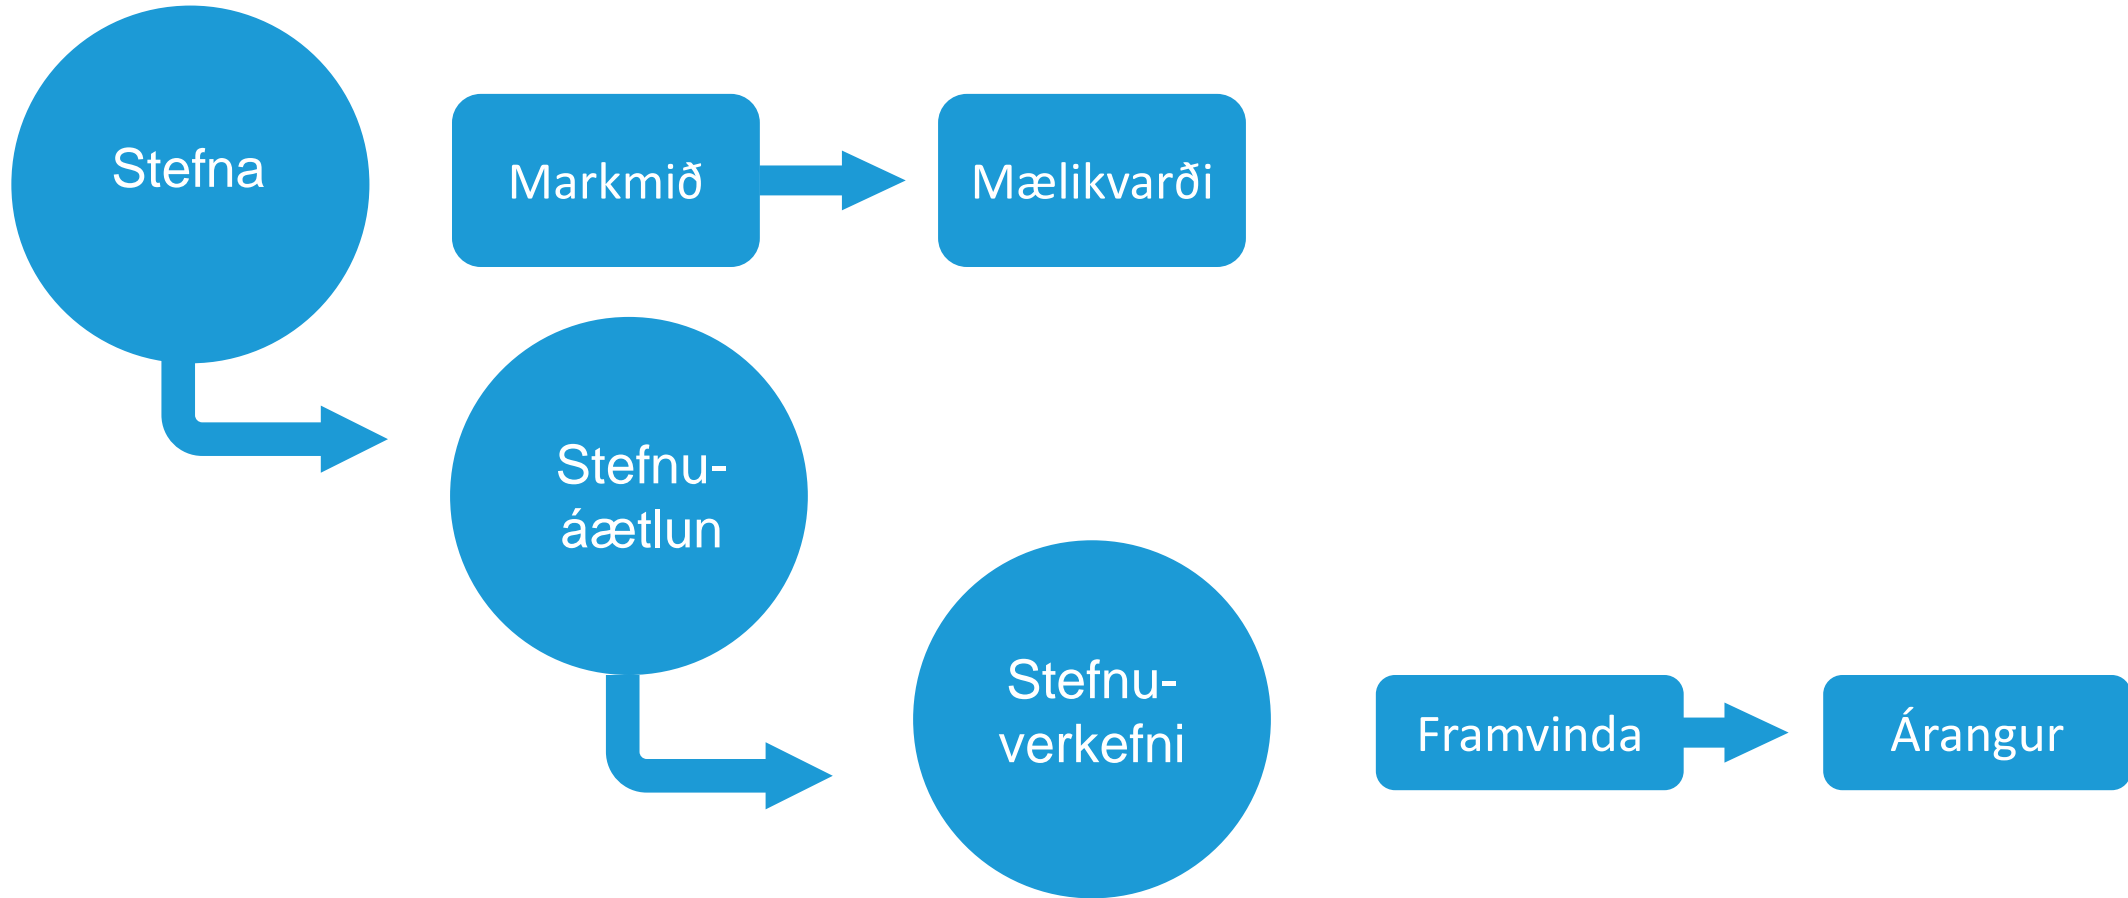 Stefna
Markmið
Mælikvarði
Stefnu-
áætlun
Stefnu-
verkefni
Framvinda
Árangur